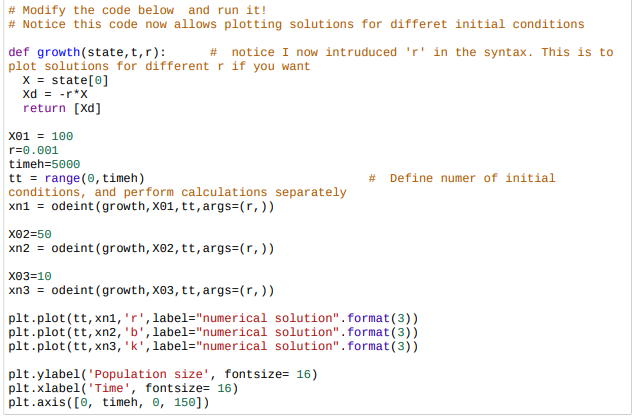 # Modify the code below  and run it!
# Notice this code now allows plotting solutions for differet initial conditions
def growth(state,t,r):      #  notice I now intruduced 'r' in the syntax. This is to
plot solutions for different r if you want
  X = state[0]
  Xd = -r*X
  return [Xd]
X01 = 100
r=0.001
timeh=5000
tt = range(0,timeh)                               #  Define numer of initial
conditions, and perform calculations separately
xn1 = odeint(growth,X01,tt,args=(r,))
X02=50
xn2 = odeint(growth,X02,tt,args=(r,))
X03=10
xn3 = odeint(growth,X03,tt,args=(r,))
plt.plot(tt,xn1,'r',label="numerical solution".format(3))
plt.plot(tt,xn2,'b',label="numerical solution".format(3))
plt.plot(tt,xn3,'k',label="numerical solution".format(3))
plt.ylabel('Population size', fontsize= 16)
plt.xlabel('Time', fontsize= 16)
plt.axis([0, timeh, 0, 150])